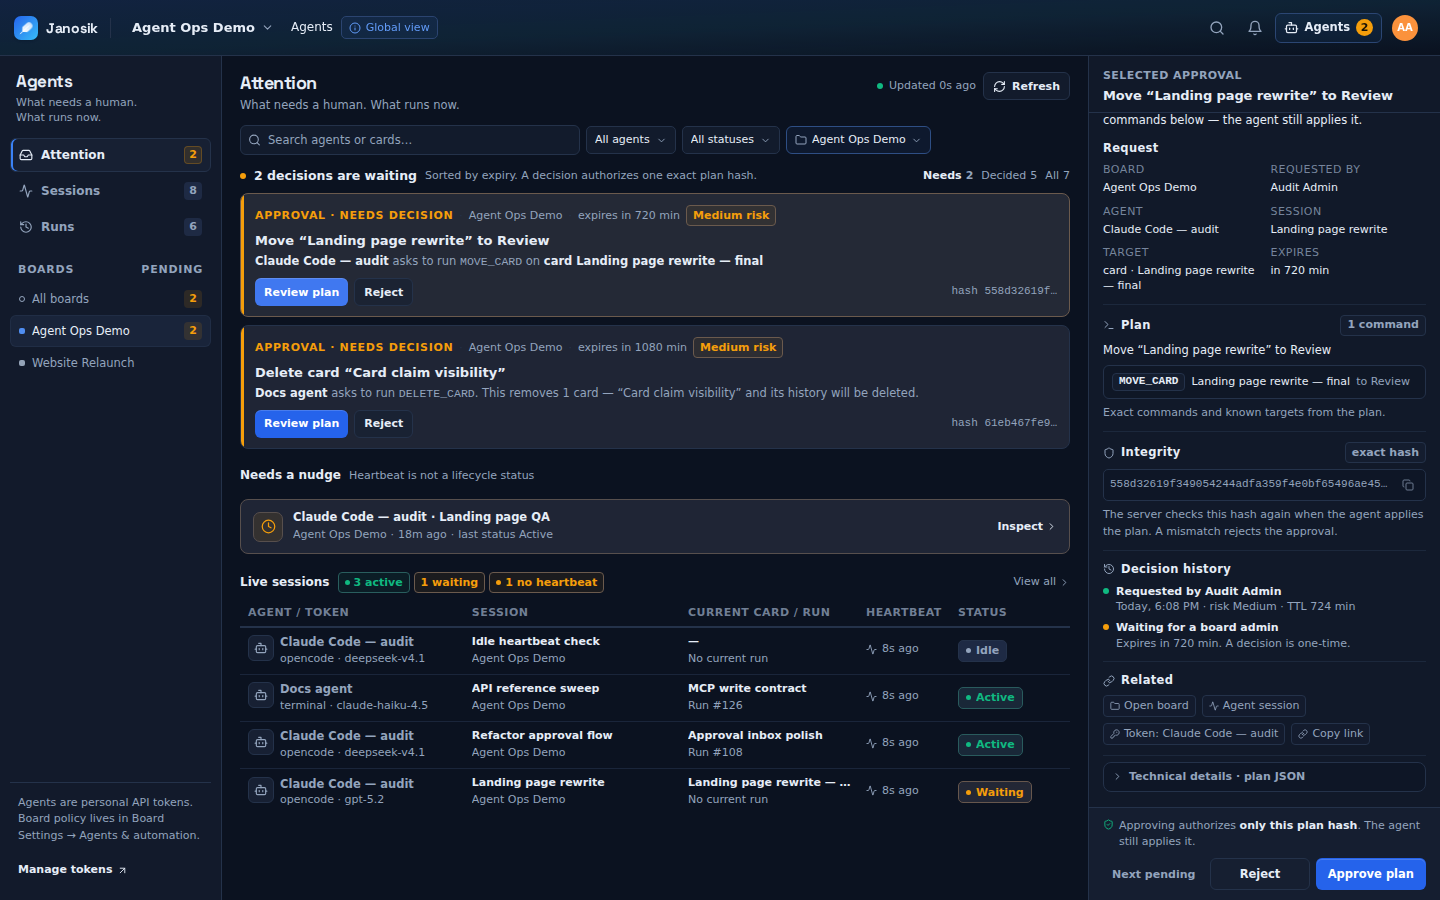 Janosik
Agent Ops Demo
Agents
Global view
Agents 2
AA
Agents
What needs a human.
What runs now.
Attention 2
Sessions 8
Runs 6
BOARDS PENDING
All boards 2
Agent Ops Demo 2
Website Relaunch
Agents are personal API tokens.
Board policy lives in Board
Settings → Agents & automation.
Manage tokens
Attention
What needs a human. What runs now.
Updated 0s ago
Refresh
Search agents or cards…
All agents
All statuses
Agent Ops Demo
2 decisions are waiting Sorted by expiry. A decision authorizes one exact plan hash.
Needs 2 Decided 5 All 7
APPROVAL · NEEDS DECISION Agent Ops Demo expires in 720 min Medium risk
Move “Landing page rewrite” to Review
Claude Code — audit asks to run MOVE_CARD on card Landing page rewrite — final
Review plan Reject hash 558d32619f…
APPROVAL · NEEDS DECISION Agent Ops Demo expires in 1080 min Medium risk
Delete card “Card claim visibility”
Docs agent asks to run DELETE_CARD. This removes 1 card — “Card claim visibility” and its history will be deleted.
Review plan Reject hash 61eb467fe9…
Needs a nudge Heartbeat is not a lifecycle status
Claude Code — audit · Landing page QA
Agent Ops Demo · 18m ago · last status Active
Inspect
Live sessions 3 active 1 waiting 1 no heartbeat View all
AGENT / TOKEN SESSION CURRENT CARD / RUN HEARTBEAT STATUS
Claude Code — audit Idle heartbeat check — 8s ago Idle
opencode · deepseek-v4.1 Agent Ops Demo No current run
Docs agent API reference sweep MCP write contract 8s ago Active
terminal · claude-haiku-4.5 Agent Ops Demo Run #126
Claude Code — audit Refactor approval flow Approval inbox polish 8s ago Active
opencode · deepseek-v4.1 Agent Ops Demo Run #108
Claude Code — audit Landing page rewrite Landing page rewrite — … 8s ago Waiting
opencode · gpt-5.2 Agent Ops Demo No current run
SELECTED APPROVAL
Move “Landing page rewrite” to Review
commands below — the agent still applies it.
Request
BOARD REQUESTED BY
Agent Ops Demo Audit Admin
AGENT SESSION
Claude Code — audit Landing page rewrite
TARGET EXPIRES
card · Landing page rewrite — final in 720 min
Plan 1 command
Move “Landing page rewrite” to Review
MOVE_CARD Landing page rewrite — final to Review
Exact commands and known targets from the plan.
Integrity exact hash
558d32619f349054244adfa359f4e0bf65496ae45…
The server checks this hash again when the agent applies
the plan. A mismatch rejects the approval.
Decision history
Requested by Audit Admin
Today, 6:08 PM · risk Medium · TTL 724 min
Waiting for a board admin
Expires in 720 min. A decision is one-time.
Related
Open board Agent session
Token: Claude Code — audit Copy link
Technical details · plan JSON
Approving authorizes only this plan hash. The agent
still applies it.
Next pending Reject Approve plan